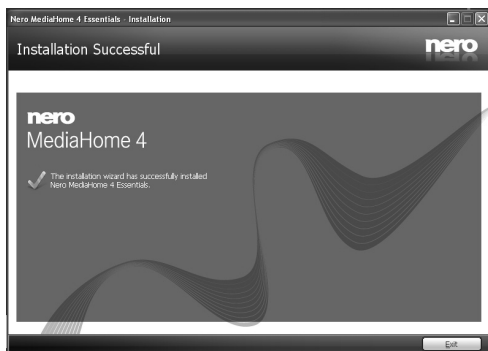 Nero MediaHome 4 Essentials - Installation
Installation Successful
nero
nero
MediaHome 4
The installation wizard has successfully installed
Nero MediaHome 4 Essentials.
Exit